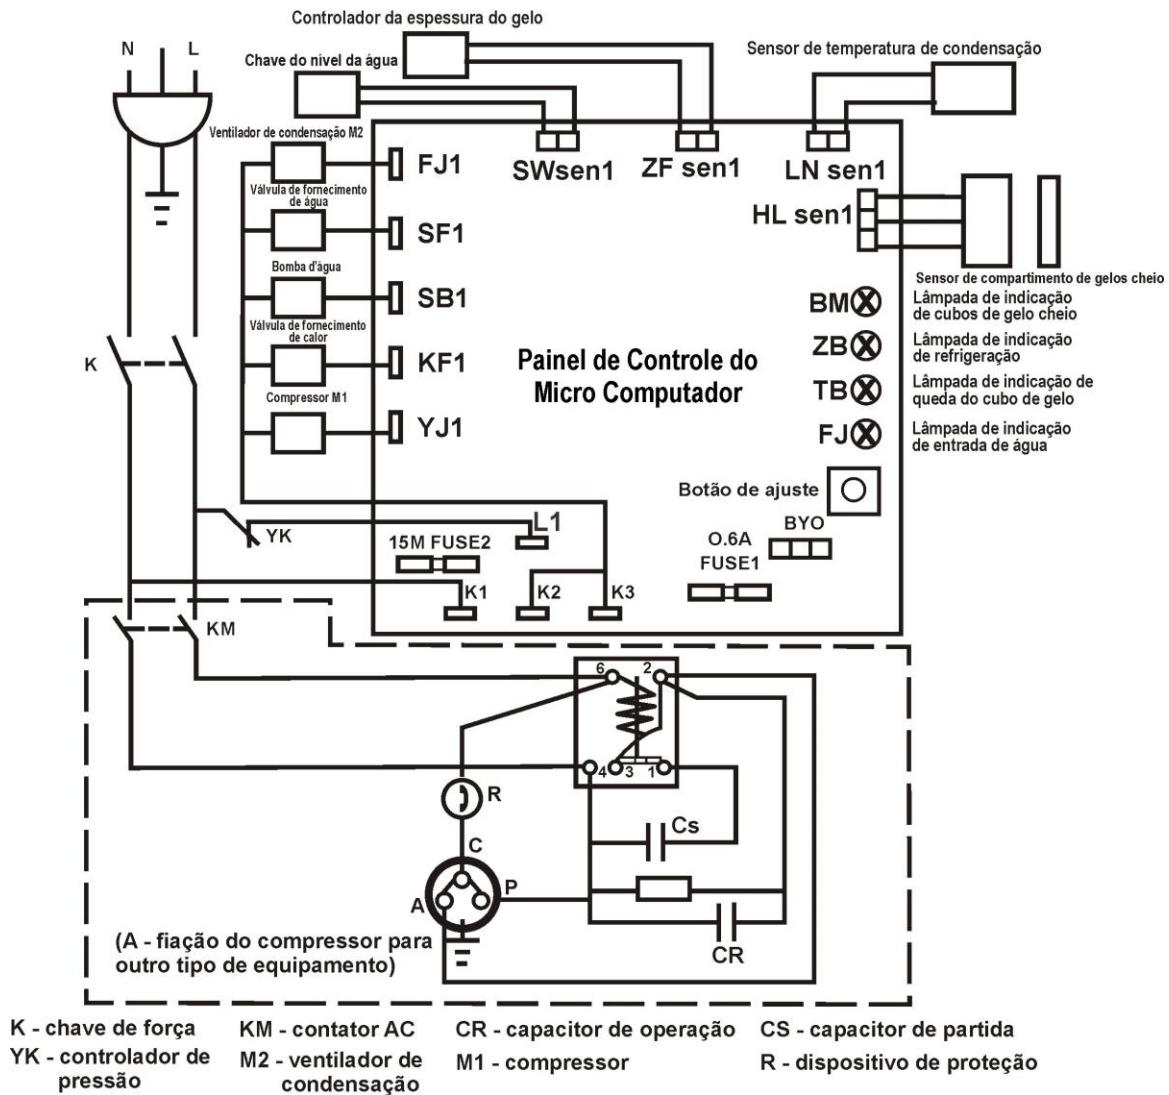 Controlador da espessura do gelo
N
L
Chave do nível da água
Sensor de temperatura de condensação
Ventilador de condensação M2
FJ1
SWsen1
ZF sen1
LN sen1
Válvula de fornecimento
de água
SF1
HL sen1
Bomba d'água
SB1
Sensor de compartimento de gelos cheio
BM
Lâmpada de indicação
de cubos de gelo cheio
Válvula de fornecimento
de calor
KF1
ZB
Lâmpada de indicação
de refrigeração
K
Painel de Controle do
Micro Computador
Compressor M1
YJ1
TB
Lâmpada de indicação de
queda do cubo de gelo
FJ
Lâmpada de indicação
de entrada de água
Botão de ajuste
YK
L1
BYO
15M FUSE2
O.6A
FUSE1
K1
K2
K3
KM
6
2
4
3
1
R
Cs
C
P
A
CR
(A - fiação do compressor para
outro tipo de equipamento)
K - chave de força
KM - contator AC
CR - capacitor de operação
CS - capacitor de partida
YK - controlador de
pressão
M2 - ventilador de
condensação
M1 - compressor
R - dispositivo de proteção